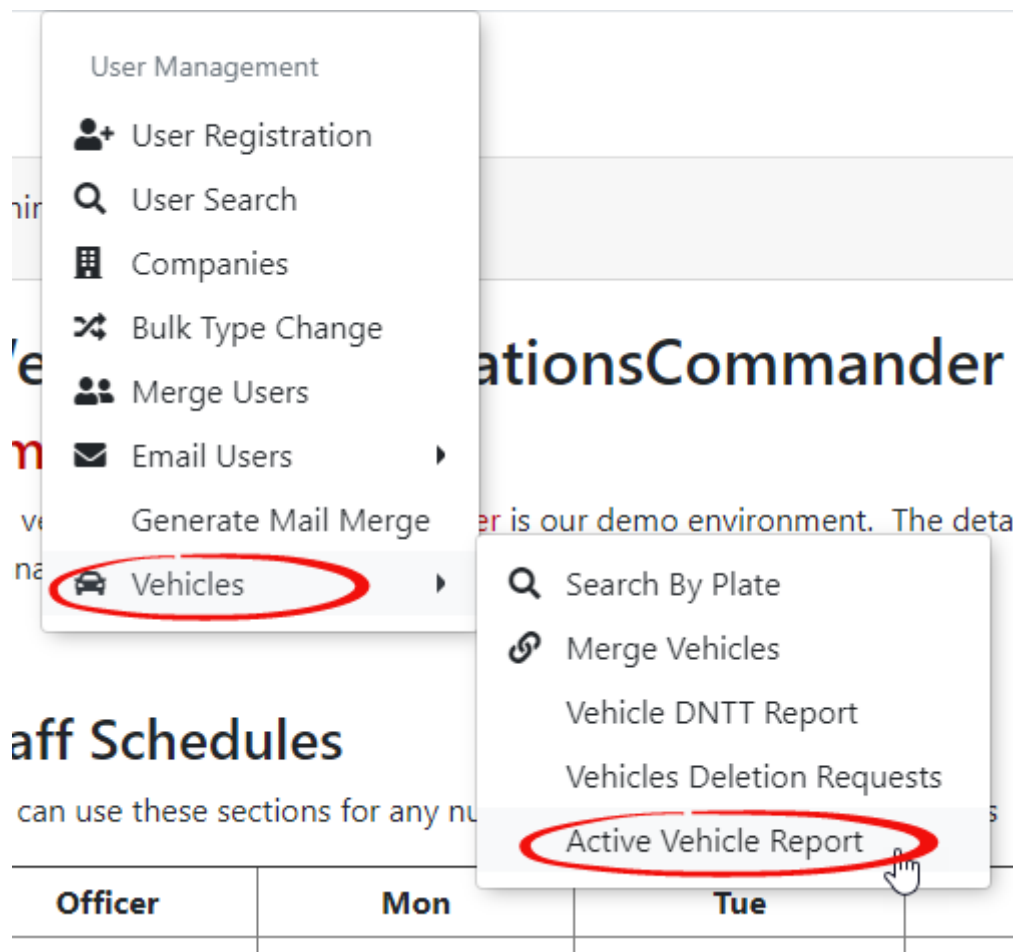 User Management
User Registration
User Search
Companies
Bulk Type Change
Merge Users
Email Users
Generate Mail Merge
Vehicles
Search By Plate
Merge Vehicles
Vehicle DNTT Report
Vehicles Deletion Requests
Active Vehicle Report
ationsCommander
er is our demo environment. The deta
aff Schedules
can use these sections for any nu
Officer Mon Tue